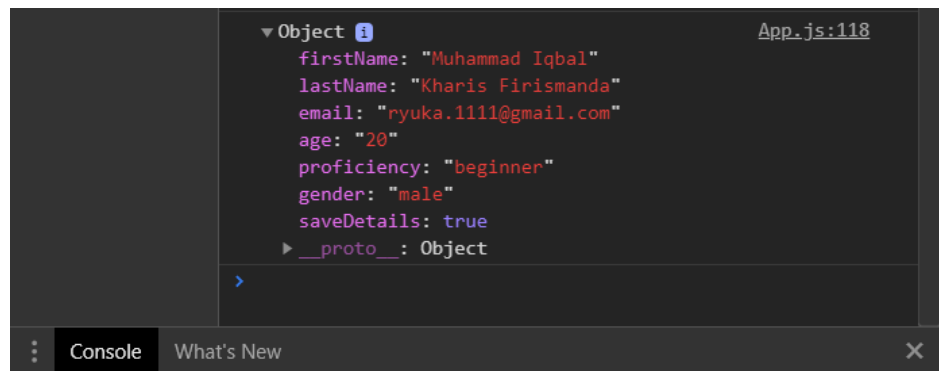 ▼Object i App.js:118
firstName: "Muhammad Iqbal"
lastName: "Kharis Firismanda"
email: "ryuka.1111@gmail.com"
age: "20"
proficiency: "beginner"
gender: "male"
saveDetails: true
▶__proto__: Object
>
⋮ Console What's New ×